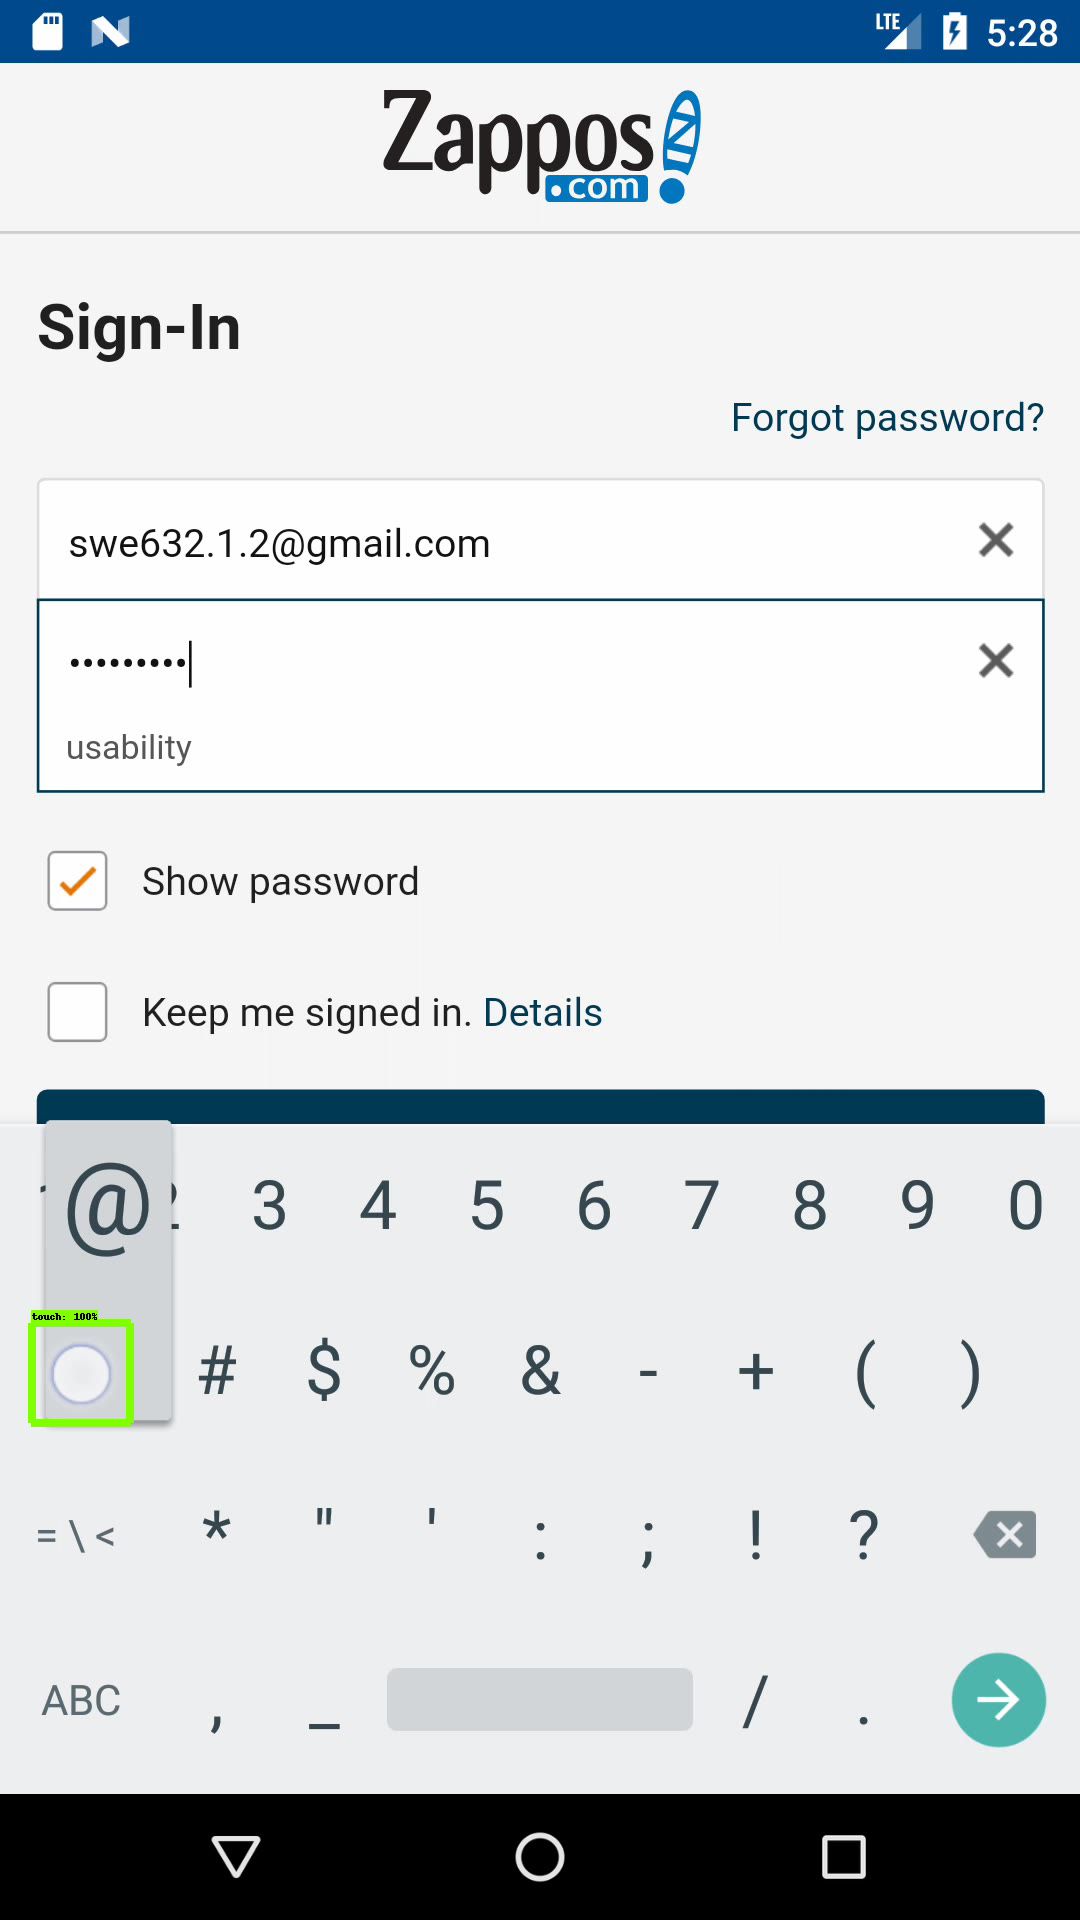 LTE 5:28
Zappos
.com
Sign-In
Forgot password?
swe632.1.2@gmail.com
•••••••••
usability
Show password
Keep me signed in. Details
@ 2 3 4 5 6 7 8 9 0
touch: 100%
# $ % & - + ( )
= \ < * " ' : ; ! ?
ABC , _ / .